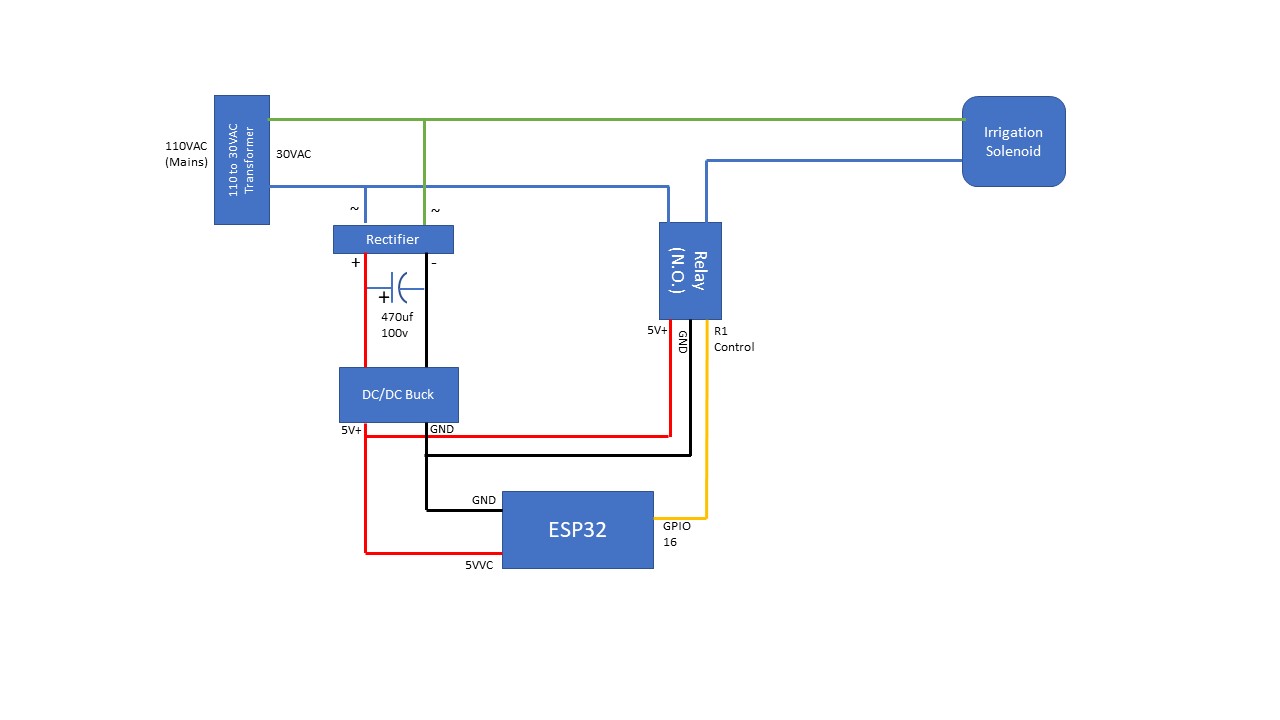 110VAC
(Mains)
110 to 30VAC
Transformer
30VAC
Irrigation
Solenoid
~
~
Rectifier
+
-
+
470uf
100v
Relay
(N.O.)
5V+
GND
R1
Control
DC/DC Buck
5V+
GND
GND
ESP32
GPIO
16
5VVC